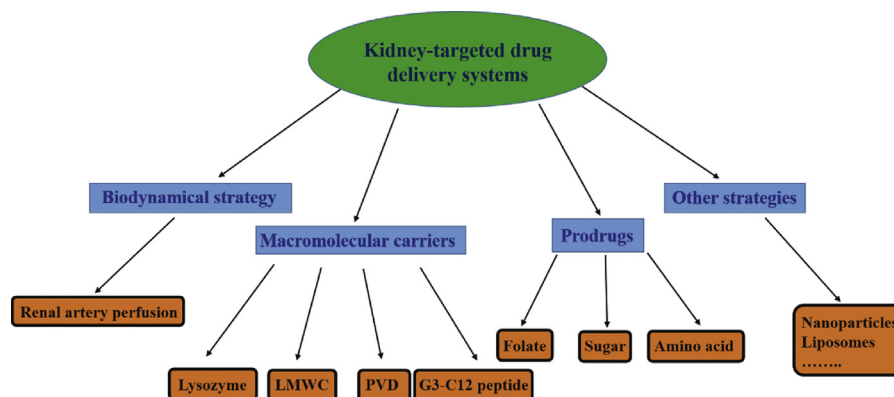 Kidney-targeted drug
delivery systems
Biodynamical strategy
Other strategies
Macromolecular carriers
Prodrugs
Renal artery perfusion
Nanoparticles
Liposomes
........
Folate
Sugar
Amino acid
Lysozyme
LMWC
PVD
G3-C12 peptide